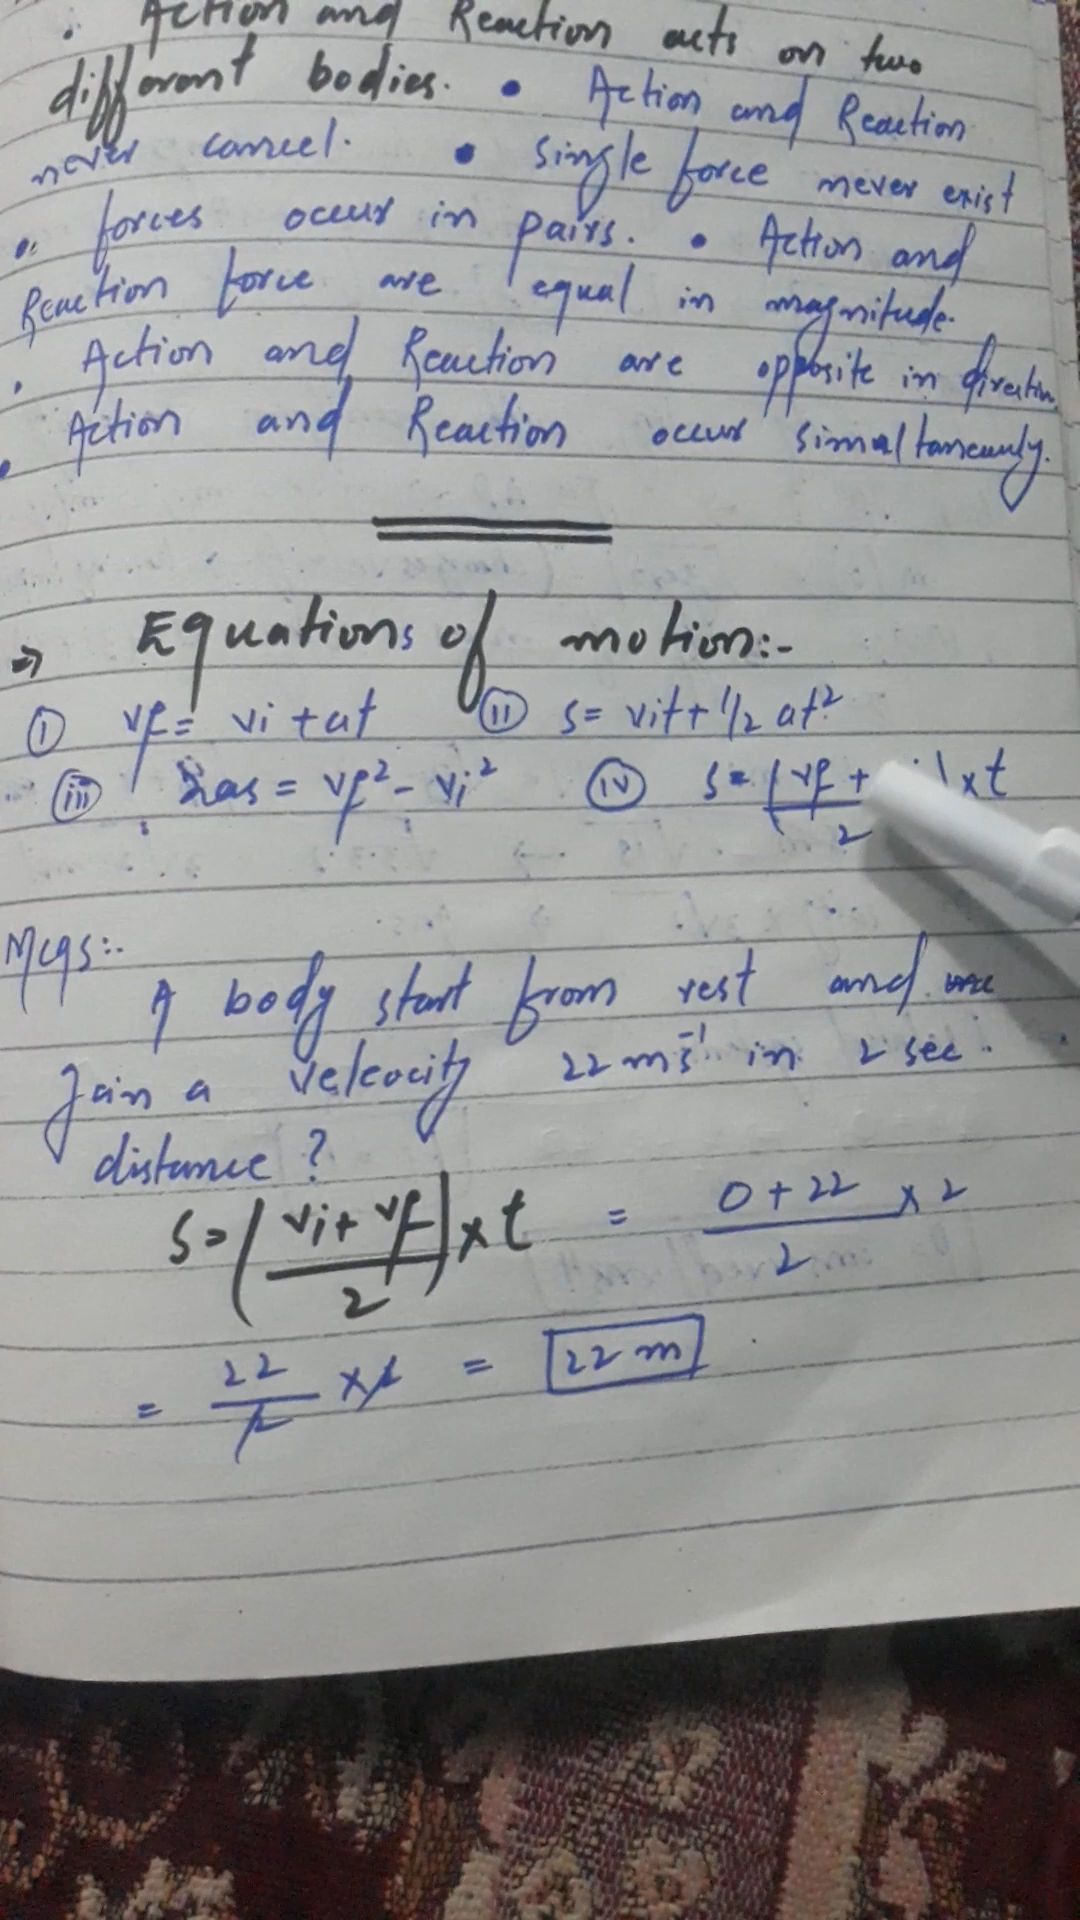 . Action and Reaction acts on two
different bodies. • Action and Reaction
never cancel. • Single force never exist
• forces occur in pairs. • Action and
Reaction force are equal in magnitude.
. Action and Reaction are opposite in direction
• Action and Reaction occur simaltaneously.
⇒ Equations of motion:-
(i) vf = vi + at (ii) s = vit + 1/2 at²
(iii) 2as = vf² - vi² (iv) s = (vf + ) x t
2
Mcqs:.
A body start from rest and
gain a velocity 22 ms⁻¹ in 2 sec.
distance ?
S = (vi + vf / 2) x t = 0 + 22 / 2 x 2
= 22 / 2 x 2 = 22 m